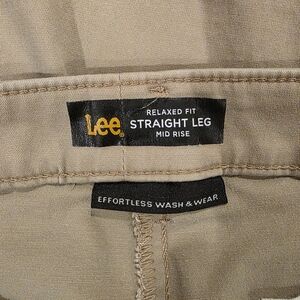 Lee
RELAXED FIT
STRAIGHT LEG
MID RISE
EFFORTLESS WASH & WEAR